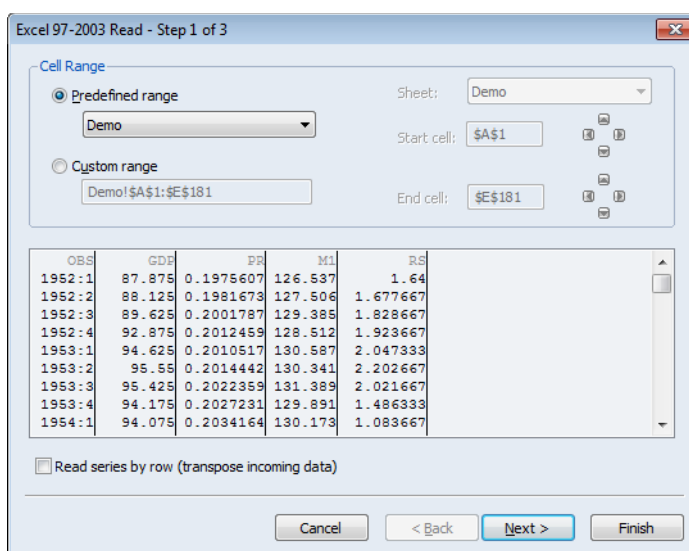 Excel 97-2003 Read - Step 1 of 3
Cell Range
Predefined range
Demo
Custom range
Demo!$A$1:$E$181
Sheet: Demo
Start cell: $A$1
End cell: $E$181
OBS GDP PR M1 RS
1952:1 87.875 0.1975607 126.537 1.64
1952:2 88.125 0.1981673 127.506 1.677667
1952:3 89.625 0.2001787 129.385 1.828667
1952:4 92.875 0.2012459 128.512 1.923667
1953:1 94.625 0.2010517 130.587 2.047333
1953:2 95.55 0.2014442 130.341 2.202667
1953:3 95.425 0.2022359 131.389 2.021667
1953:4 94.175 0.2027231 129.891 1.486333
1954:1 94.075 0.2034164 130.173 1.083667
Read series by row (transpose incoming data)
Cancel < Back Next > Finish